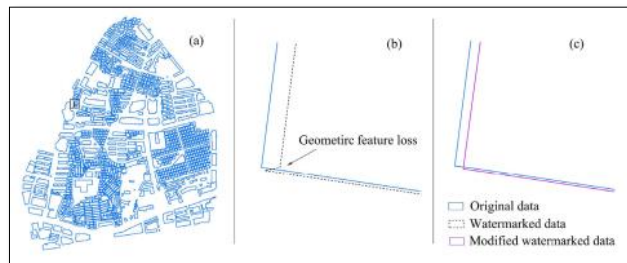 (a)
(b)
(c)
Geometirc feature loss
Original data
Watermarked data
Modified watermarked data